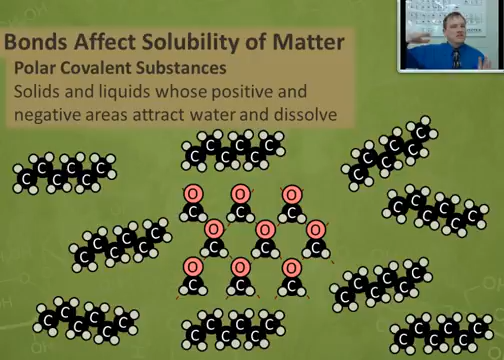 Bonds Affect Solubility of Matter
Polar Covalent Substances
Solids and liquids whose positive and
negative areas attract water and dissolve
O O O
O O O
O O O